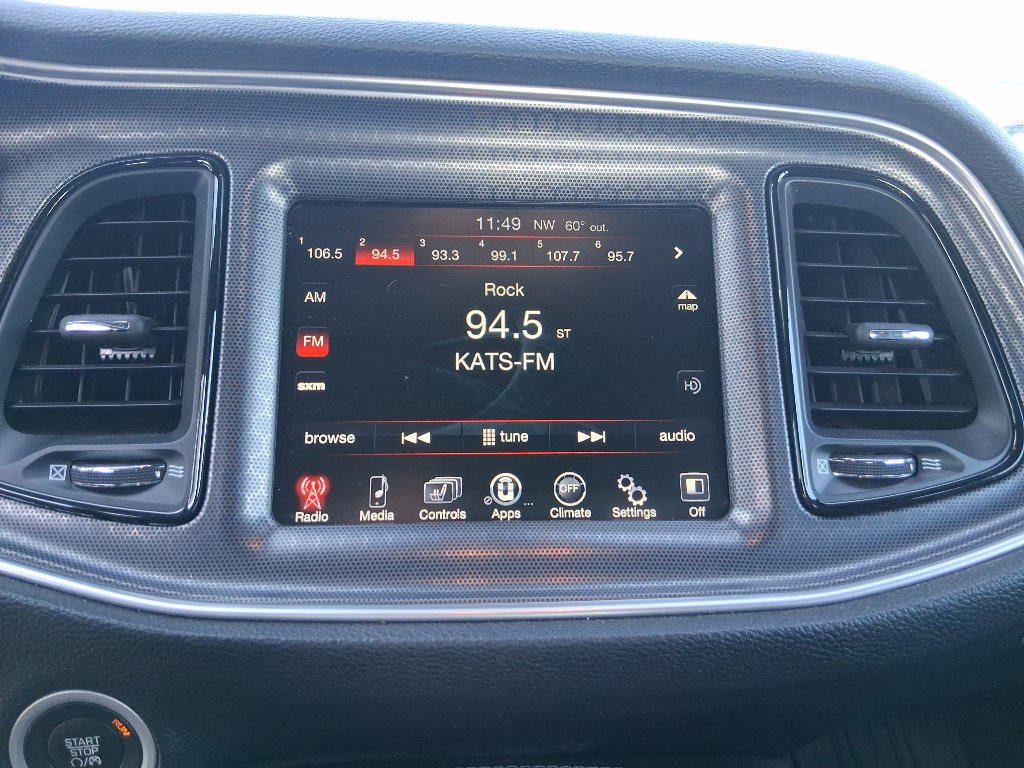 11:49 NW 60° out.
1 106.5 2 94.5 3 93.3 4 99.1 5 107.7 6 95.7
AM
Rock
map
FM
94.5 ST
sxm
KATS-FM
HD
browse tune audio
OFF
Radio Media Controls Apps ... Climate Settings Off
RUN
START
STOP